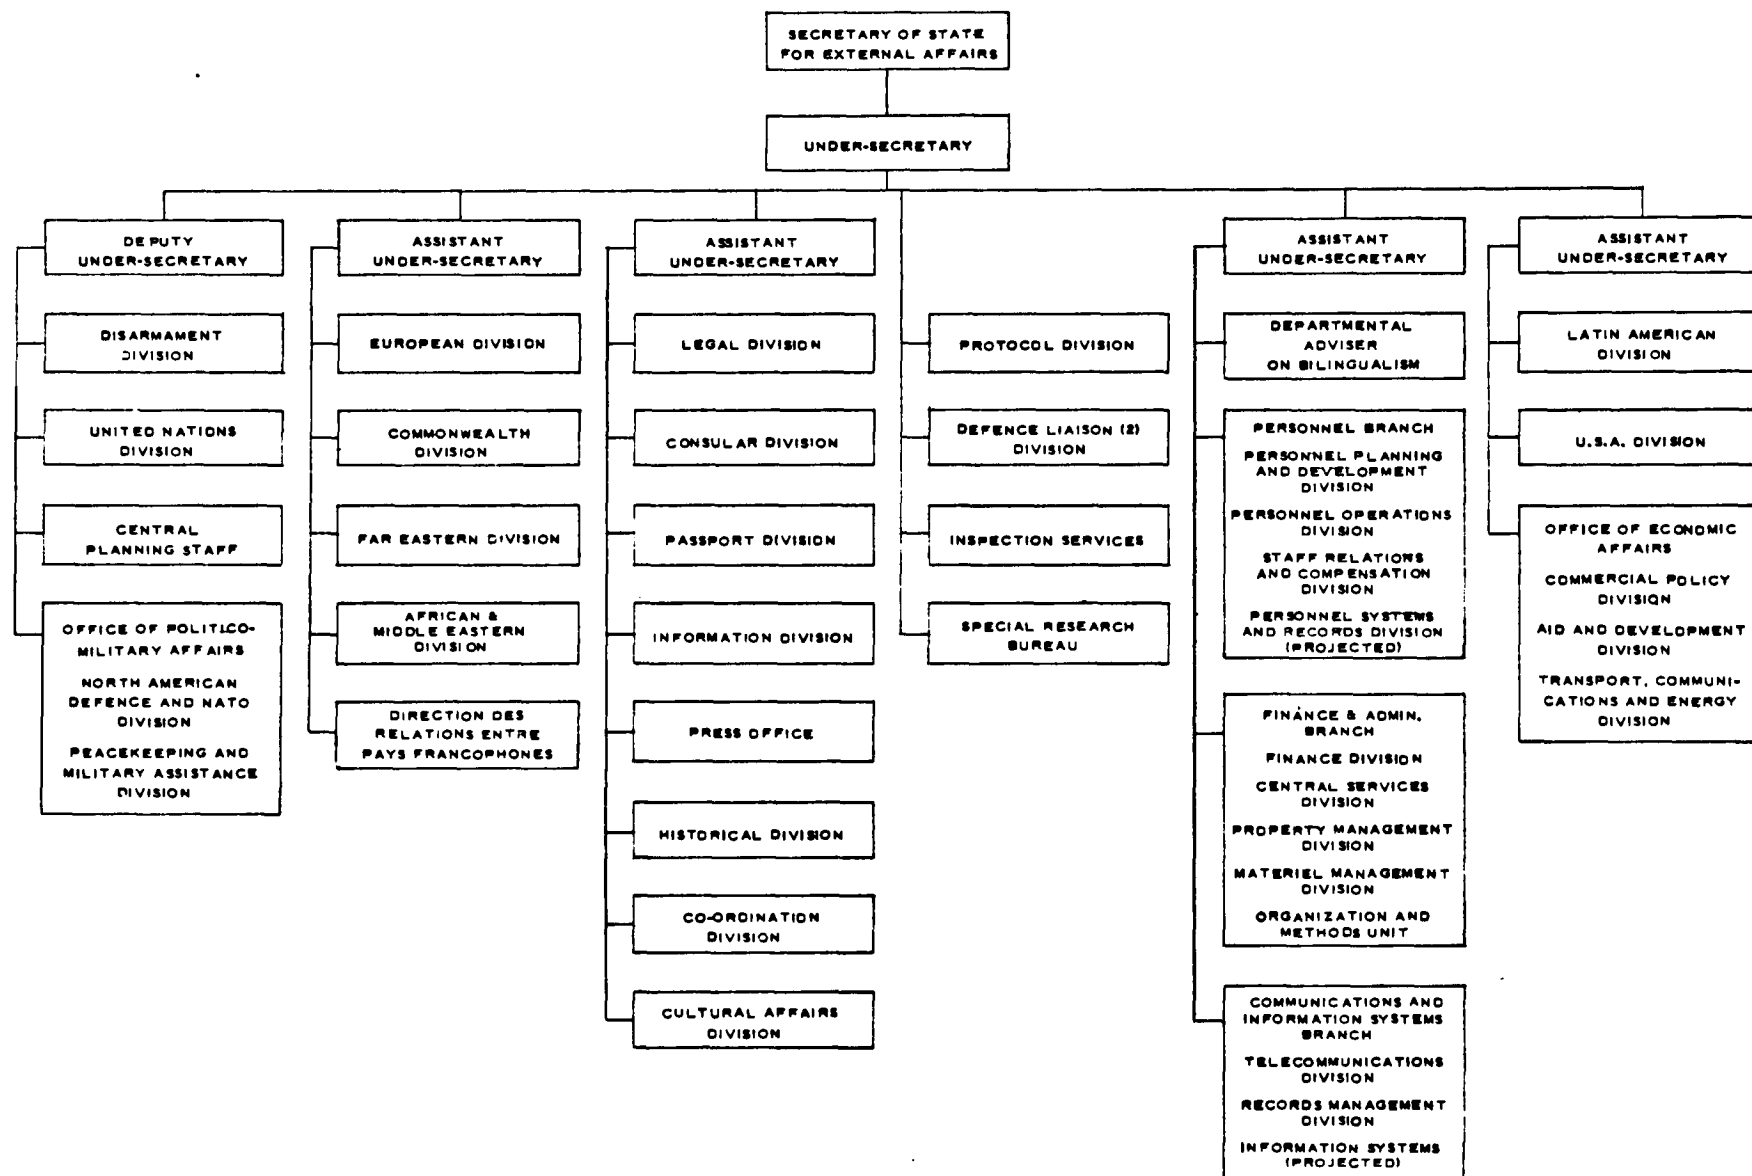 SECRETARY OF STATE
FOR EXTERNAL AFFAIRS
UNDER-SECRETARY
DEPUTY
UNDER-SECRETARY
DISARMAMENT
DIVISION
UNITED NATIONS
DIVISION
CENTRAL
PLANNING STAFF
OFFICE OF POLITICO-
MILITARY AFFAIRS
NORTH AMERICAN
DEFENCE AND NATO
DIVISION
PEACEKEEPING AND
MILITARY ASSISTANCE
DIVISION
ASSISTANT
UNDER-SECRETARY
EUROPEAN DIVISION
COMMONWEALTH
DIVISION
FAR EASTERN DIVISION
AFRICAN &
MIDDLE EASTERN
DIVISION
DIRECTION DES
RELATIONS ENTRE
PAYS FRANCOPHONES
ASSISTANT
UNDER-SECRETARY
LEGAL DIVISION
CONSULAR DIVISION
PASSPORT DIVISION
INFORMATION DIVISION
PRESS OFFICE
HISTORICAL DIVISION
CO-ORDINATION
DIVISION
CULTURAL AFFAIRS
DIVISION
PROTOCOL DIVISION
DEFENCE LIAISON (2)
DIVISION
INSPECTION SERVICES
SPECIAL RESEARCH
BUREAU
ASSISTANT
UNDER-SECRETARY
DEPARTMENTAL
ADVISER
ON BILINGUALISM
PERSONNEL BRANCH
PERSONNEL PLANNING
AND DEVELOPMENT
DIVISION
PERSONNEL OPERATIONS
DIVISION
STAFF RELATIONS
AND COMPENSATION
DIVISION
PERSONNEL SYSTEMS
AND RECORDS DIVISION
(PROJECTED)
FINANCE & ADMIN.
BRANCH
FINANCE DIVISION
CENTRAL SERVICES
DIVISION
PROPERTY MANAGEMENT
DIVISION
MATERIEL MANAGEMENT
DIVISION
ORGANIZATION AND
METHODS UNIT
COMMUNICATIONS AND
INFORMATION SYSTEMS
BRANCH
TELECOMMUNICATIONS
DIVISION
RECORDS MANAGEMENT
DIVISION
INFORMATION SYSTEMS
(PROJECTED)
ASSISTANT
UNDER-SECRETARY
LATIN AMERICAN
DIVISION
U.S.A. DIVISION
OFFICE OF ECONOMIC
AFFAIRS
COMMERCIAL POLICY
DIVISION
AID AND DEVELOPMENT
DIVISION
TRANSPORT, COMMUNI-
CATIONS AND ENERGY
DIVISION